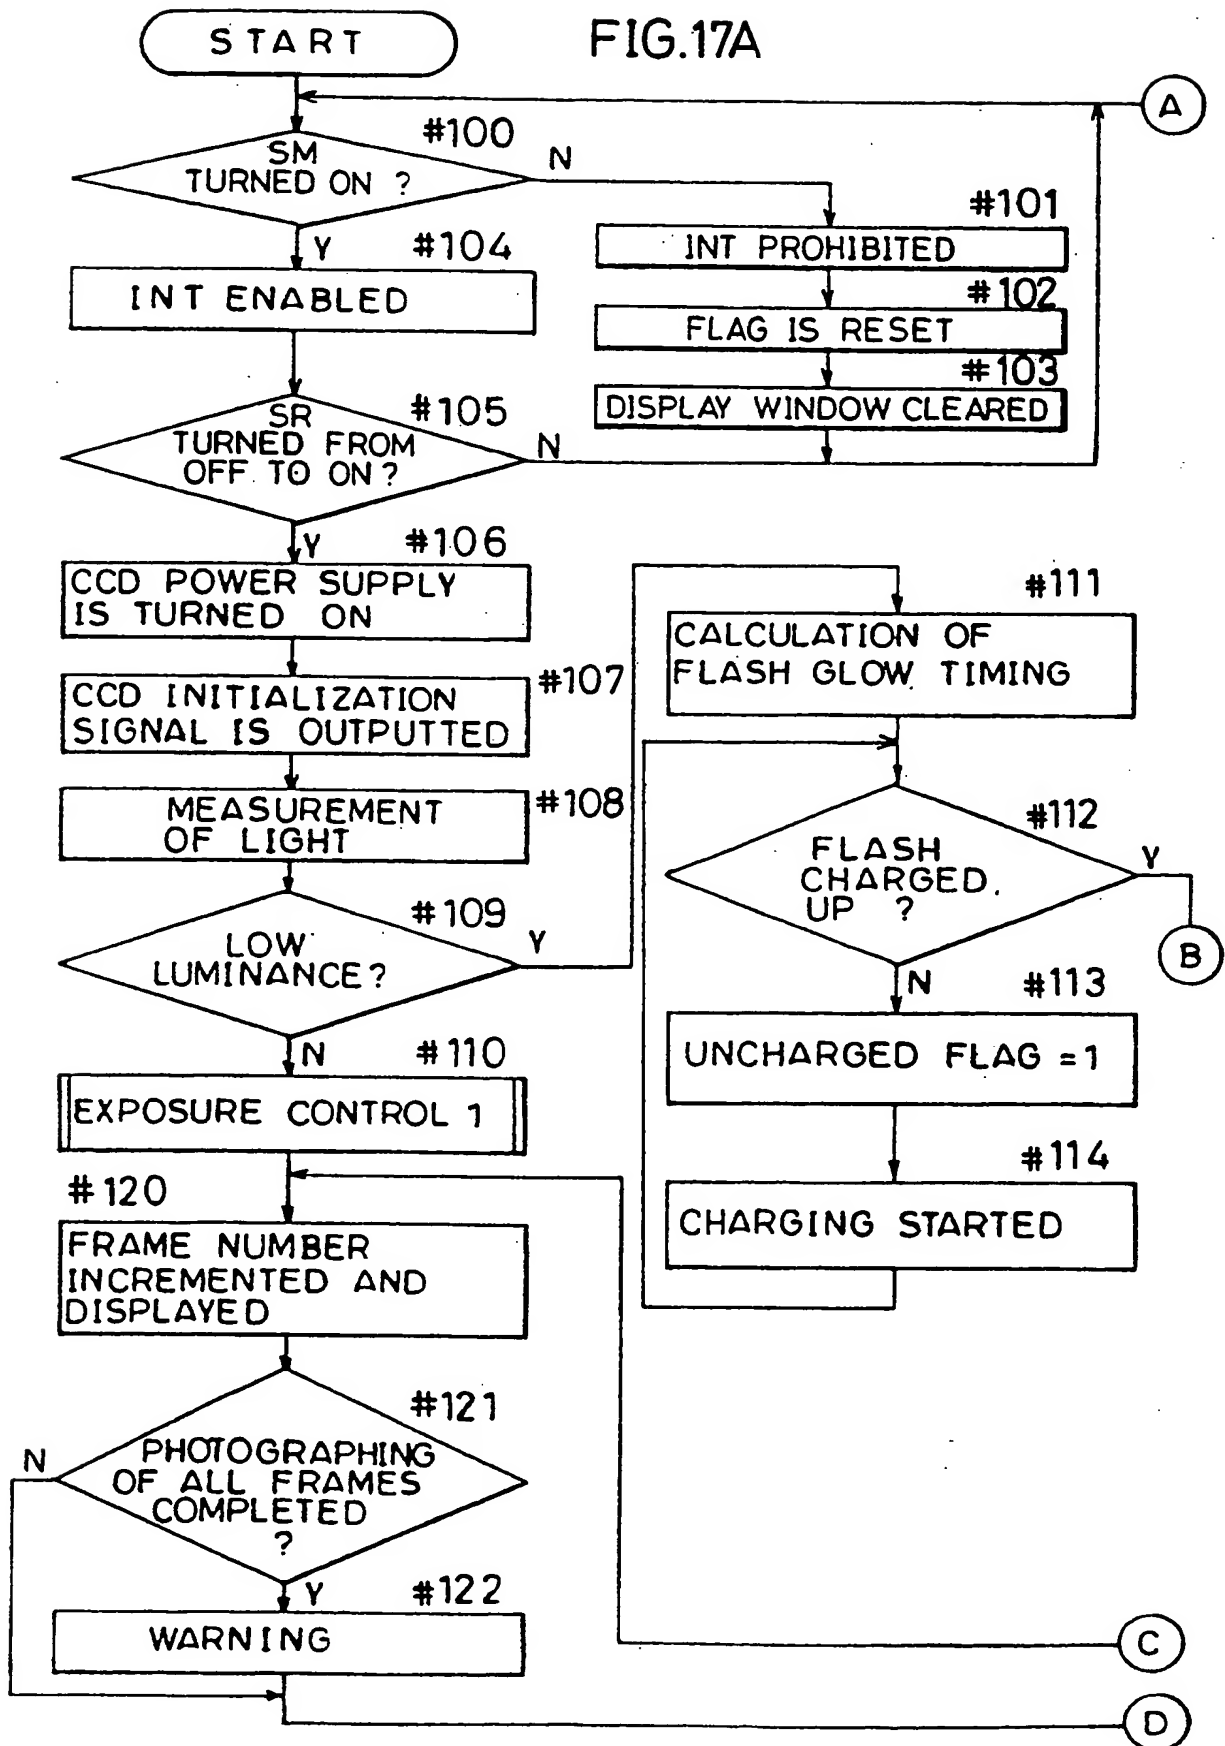 START
FIG.17A
A
#100
SM
TURNED ON ?
N
Y
#101
INT PROHIBITED
#102
FLAG IS RESET
#103
DISPLAY WINDOW CLEARED
#104
INT ENABLED
#105
SR
TURNED FROM
OFF TO ON ?
N
Y
#106
CCD POWER SUPPLY
IS TURNED ON
#107
CCD INITIALIZATION
SIGNAL IS OUTPUTTED
#108
MEASUREMENT
OF LIGHT
#109
LOW
LUMINANCE ?
Y
N
#110
EXPOSURE CONTROL 1
#111
CALCULATION OF
FLASH GLOW TIMING
#112
FLASH
CHARGED
UP ?
Y
B
N
#113
UNCHARGED FLAG = 1
#114
CHARGING STARTED
#120
FRAME NUMBER
INCREMENTED AND
DISPLAYED
#121
PHOTOGRAPHING
OF ALL FRAMES
COMPLETED
?
N
Y
#122
WARNING
C
D